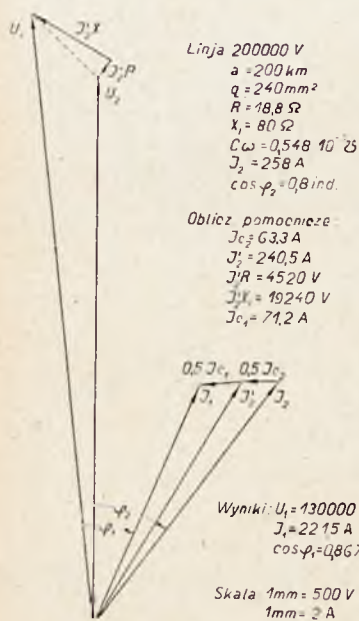 U₁
J₂'X
J₂'R
U₂
Linja 200000 V
a = 200 km
q = 240 mm²
R = 18,8 Ω
X₁ = 80 Ω
Cω = 0,548 10
J₂ = 258 A
cos φ₂ = 0,8 ind.
Oblicz. pomocnicze:
Jc₂ = 63,3 A
J₂' = 240,5 A
J₂'R = 4520 V
J₂'X₁ = 19240 V
Jc₁ = 71,2 A
0,5 Jc₁ 0,5 Jc₂
J₁ J₂' J₂
φ₂
φ₁
Wyniki: U₁ = 130000
J₁ = 221,5 A
cos φ₁ = 0,867
Skala 1mm = 500 V
1mm = 2 A